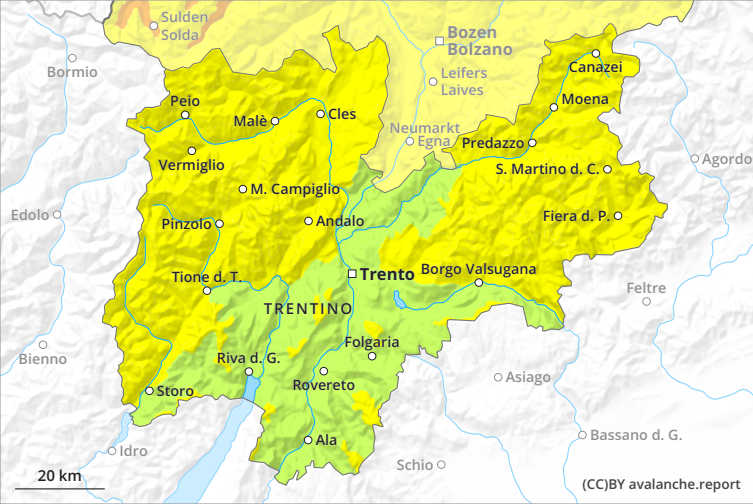 Sulden
Solda
Bozen
Bolzano
Bormio
Leifers
Laives
Canazei
Peio
Moena
Malè
Cles
Neumarkt
Egna
Predazzo
Vermiglio
Agordo
S. Martino d. C.
M. Campiglio
Edolo
Pinzolo
Andalo
Fiera d. P.
Tione d. T.
Trento
Borgo Valsugana
Feltre
TRENTINO
Folgaria
Bienno
Riva d. G.
Rovereto
Asiago
Storo
Ala
Bassano d. G.
Idro
Schio
20 km
(CC)BY avalanche.report